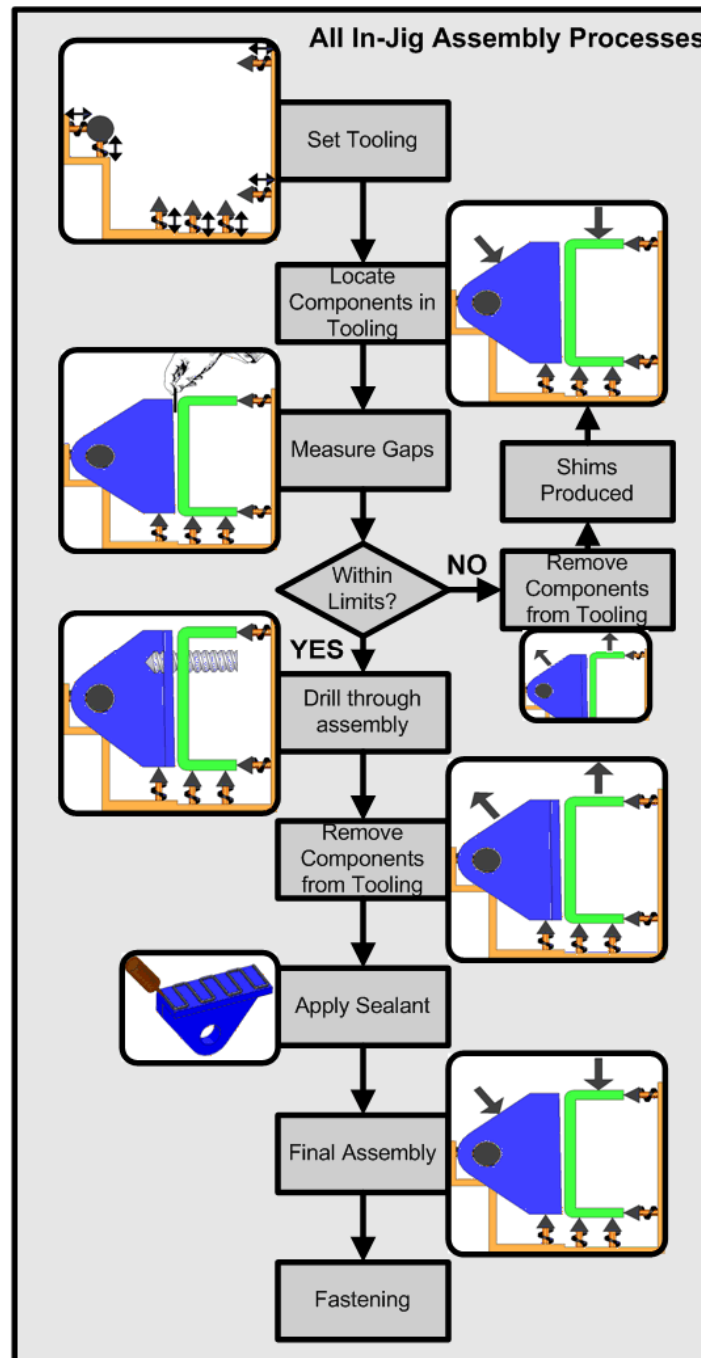 All In-Jig Assembly Processes
Set Tooling
Locate
Components in
Tooling
Measure Gaps
Shims
Produced
Within
Limits?
NO
Remove
Components
from Tooling
YES
Drill through
assembly
Remove
Components
from Tooling
Apply Sealant
Final Assembly
Fastening